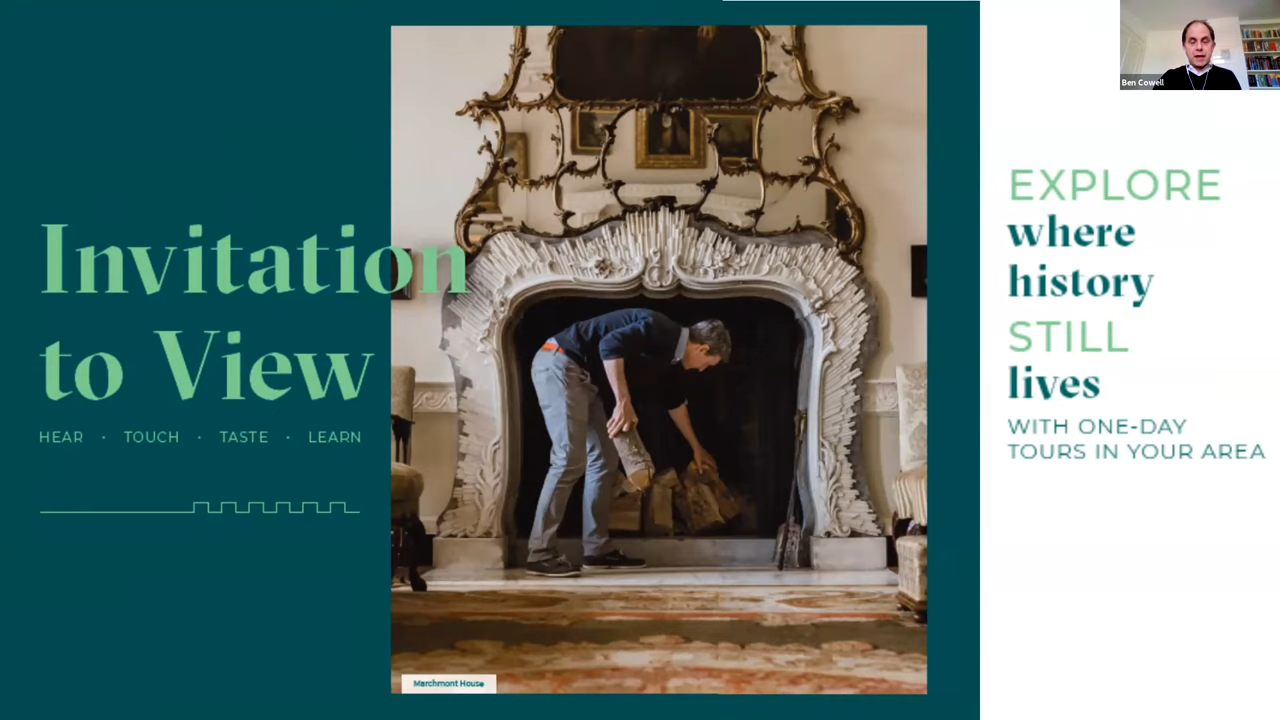 Invitation
to View
HEAR · TOUCH · TASTE · LEARN
Marchmont House
Ben Cowell
EXPLORE
where
history
STILL
lives
WITH ONE-DAY
TOURS IN YOUR AREA